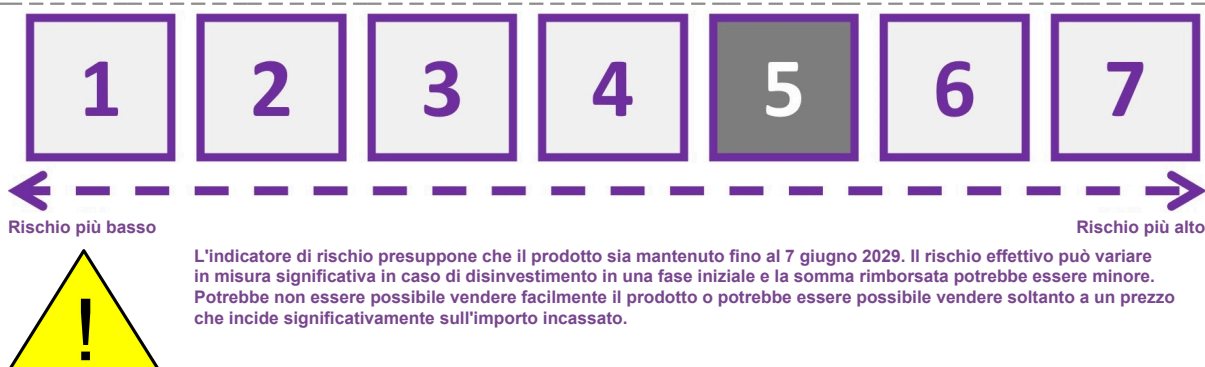 1 2 3 4 5 6 7
Rischio più basso Rischio più alto
L'indicatore di rischio presuppone che il prodotto sia mantenuto fino al 7 giugno 2029. Il rischio effettivo può variare
in misura significativa in caso di disinvestimento in una fase iniziale e la somma rimborsata potrebbe essere minore.
Potrebbe non essere possibile vendere facilmente il prodotto o potrebbe essere possibile vendere soltanto a un prezzo
che incide significativamente sull'importo incassato.
!